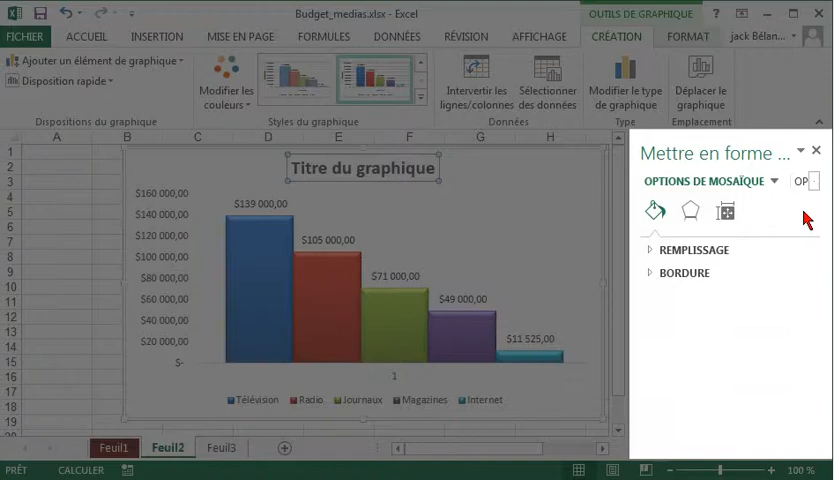 Budget_medias.xlsx - Excel
OUTILS DE GRAPHIQUE
FICHIER ACCUEIL INSERTION MISE EN PAGE FORMULES DONNÉES RÉVISION AFFICHAGE CRÉATION FORMAT jack Bélan...
Ajouter un élément de graphique
Disposition rapide
Modifier les
couleurs
Intervertir les
lignes/colonnes
Sélectionner
des données
Modifier le type
de graphique
Déplacer le
graphique
Dispositions du graphique Styles du graphique Données Type Emplacement
A B C D E F G H
1
2
3
4
5
6
7
8
9
10
11
12
13
14
15
16
17
18
19
Titre du graphique
$160 000,00
$140 000,00
$120 000,00
$100 000,00
$80 000,00
$60 000,00
$40 000,00
$20 000,00
$-
$139 000,00
$105 000,00
$71 000,00
$49 000,00
$11 525,00
1
Télévision Radio Journaux Magazines Internet
Mettre en forme ...
OPTIONS DE MOSAÏQUE OP
REMPLISSAGE
BORDURE
Feuil1 Feuil2 Feuil3
PRÊT CALCULER 100 %